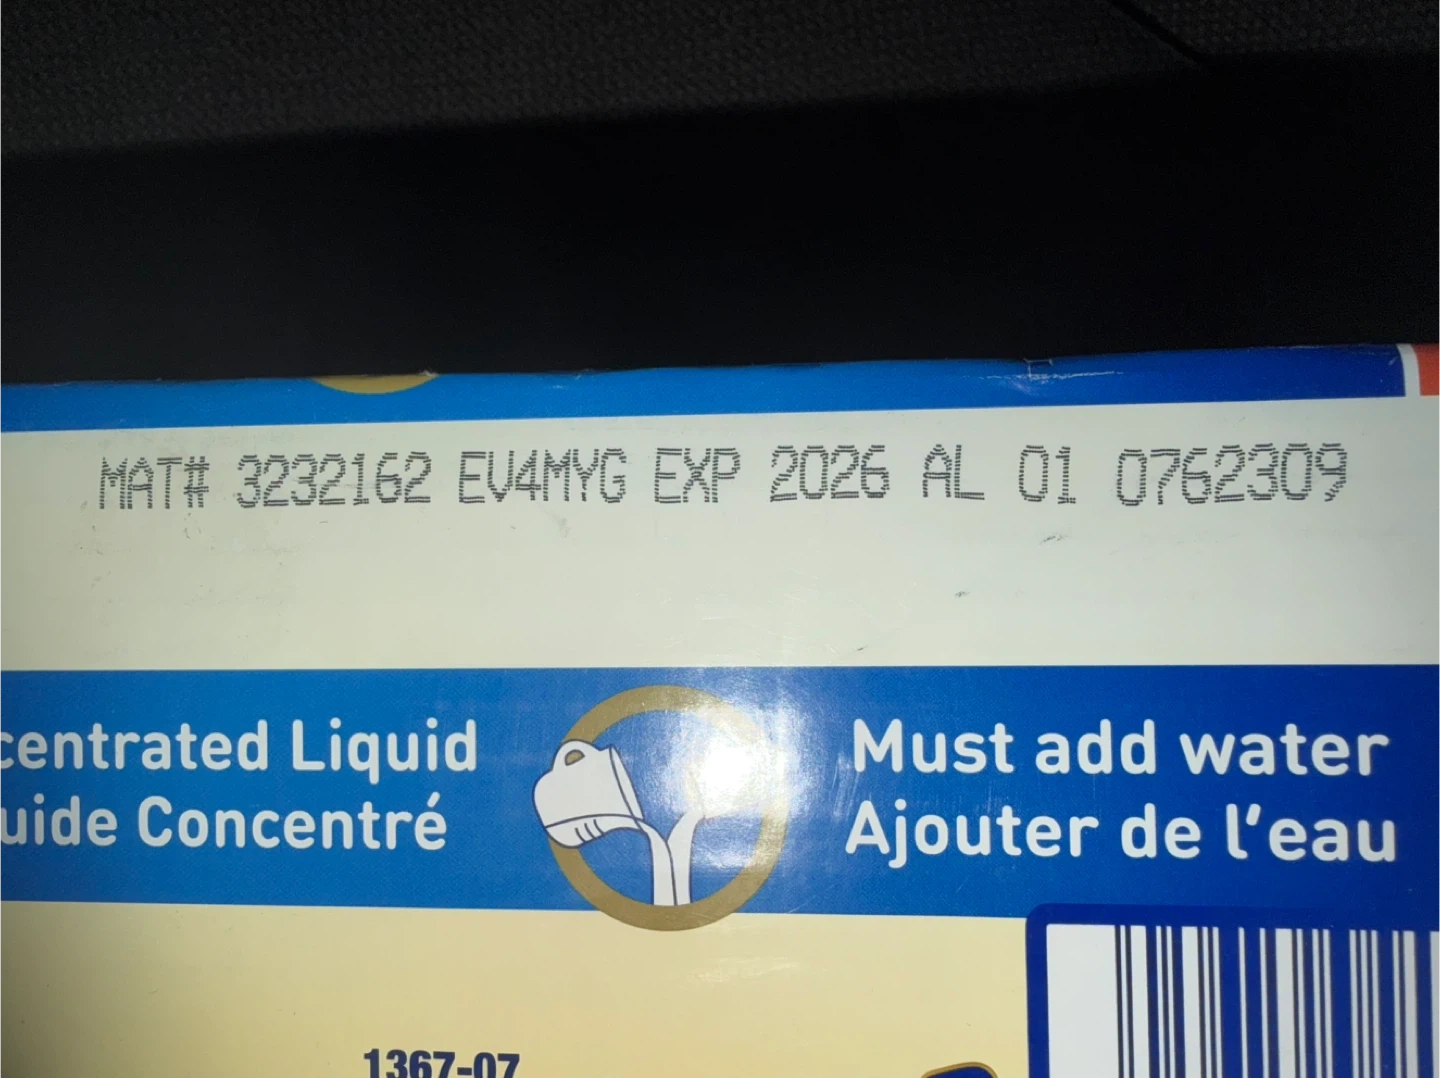 MAT# 3232162 EV4MYG EXP 2026 AL 01 0762309
centrated Liquid
uide Concentré
Must add water
Ajouter de l'eau
1367-07